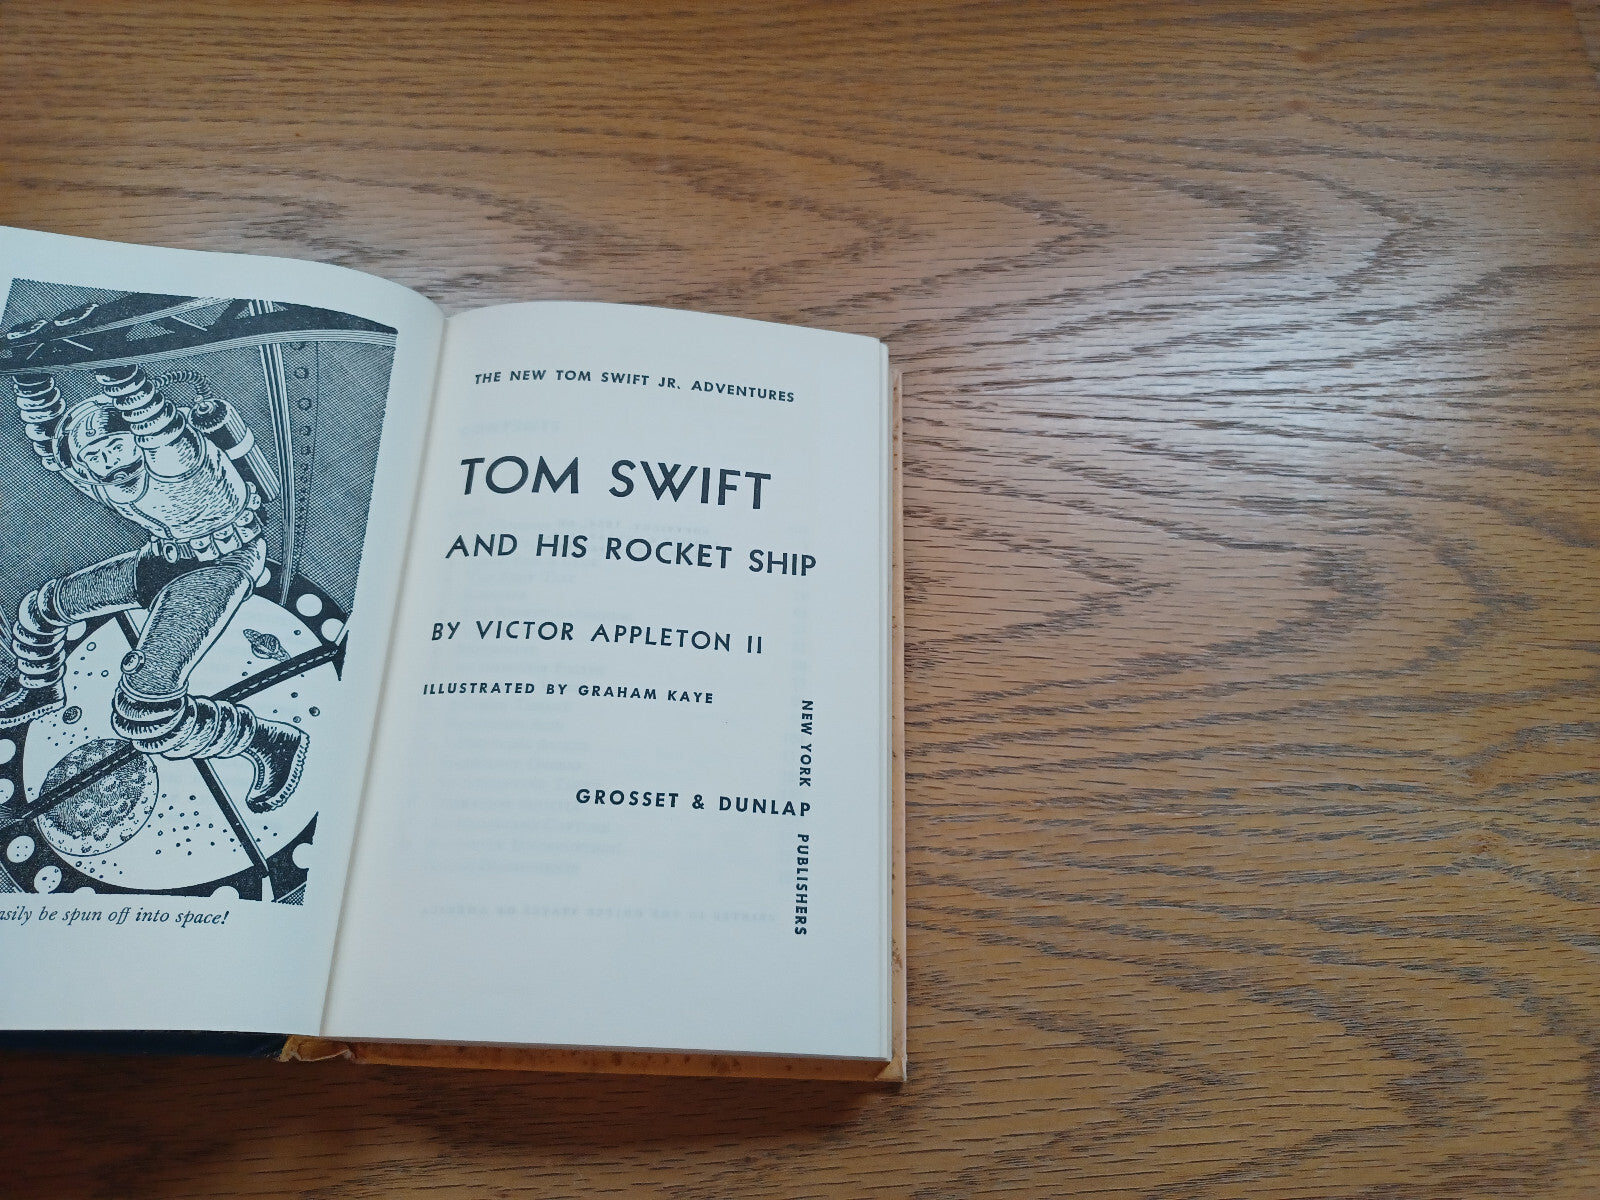 asily be spun off into space!
THE NEW TOM SWIFT JR. ADVENTURES
TOM SWIFT
AND HIS ROCKET SHIP
BY VICTOR APPLETON II
ILLUSTRATED BY GRAHAM KAYE
GROSSET & DUNLAP
NEW YORK PUBLISHERS